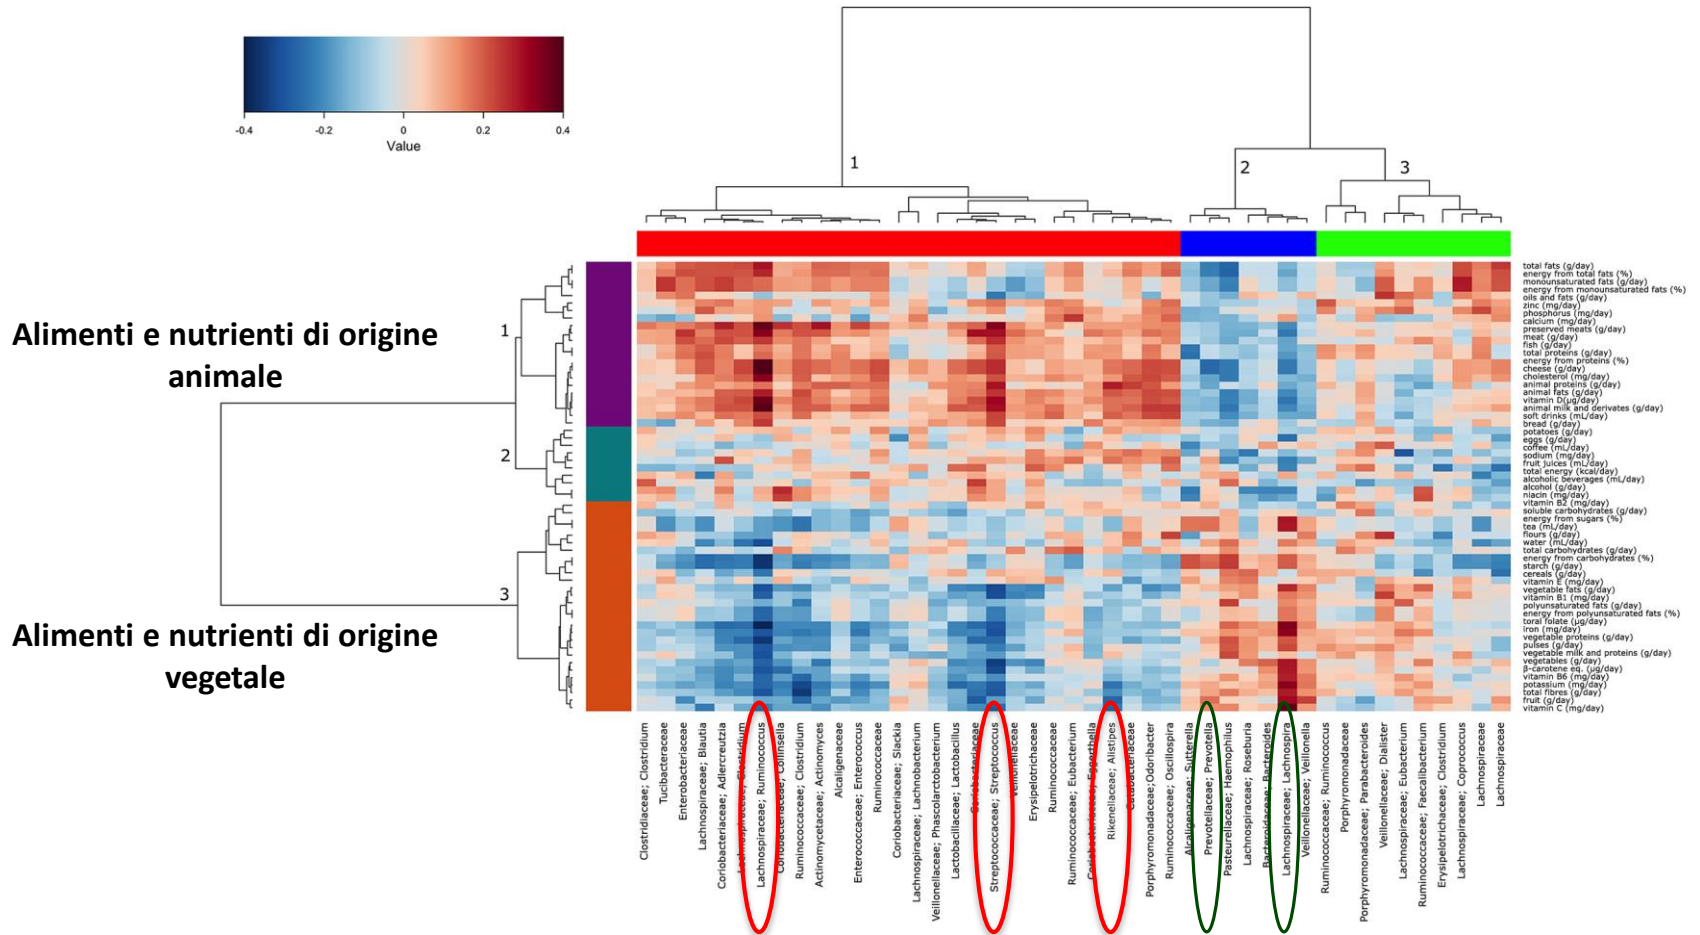 -0.4
-0.2
0
0.2
0.4
Value
1
2
3
1
2
3
Alimenti e nutrienti di origine
animale
Alimenti e nutrienti di origine
vegetale
total fats (g/day)
energy from total fats (%)
monounsaturated fats (g/day)
energy from monounsaturated fats (%)
oils and fats (g/day)
zinc (mg/day)
phosphorus (mg/day)
calcium (mg/day)
preserved meats (g/day)
meat (g/day)
fish (g/day)
total proteins (g/day)
energy from proteins (%)
cheese (g/day)
cholesterol (mg/day)
animal proteins (g/day)
animal fats (g/day)
vitamin D(µg/day)
animal milk and derivates (g/day)
soft drinks (mL/day)
bread (g/day)
potatoes (g/day)
eggs (g/day)
coffee (mL/day)
sodium (mg/day)
fruit juices (mL/day)
total energy (kcal/day)
alcoholic beverages (mL/day)
alcohol (g/day)
niacin (mg/day)
vitamin B2 (mg/day)
soluble carbohydrates (g/day)
energy from sugars (%)
tea (mL/day)
flours (g/day)
water (mL/day)
total carbohydrates (g/day)
energy from carbohydrates (%)
starch (g/day)
cereals (g/day)
vitamin E (mg/day)
vegetable fats (g/day)
vitamin B1 (mg/day)
polyunsaturated fats (g/day)
energy from polyunsaturated fats (%)
toral folate (µg/day)
iron (mg/day)
vegetable proteins (g/day)
pulses (g/day)
vegetable milk and proteins (g/day)
vegetables (g/day)
β-carotene eq. (µg/day)
vitamin B6 (mg/day)
potassium (mg/day)
total fibres (g/day)
fruit (g/day)
vitamin C (mg/day)
Clostridiaceae; Clostridium
Tucibacteraceae
Enterobacteriaceae
Lachnospiraceae; Blautia
Coriobacteriaceae; Adlercreutzia
Lachnospiraceae; Clostridium
Lachnospiraceae; Ruminococcus
Coriobacteriaceae; Collinsella
Ruminococcaceae; Clostridium
Actinomycetaceae; Actinomyces
Alcaligenaceae
Enterococcaceae; Enterococcus
Ruminococcaceae
Coriobacteriaceae; Slackia
Lachnospiraceae; Lachnobacterium
Veillonellaceae; Phascolarctobacterium
Lactobacillaceae; Lactobacillus
Coriobacteriaceae
Streptococcaceae; Streptococcus
Veillonellaceae
Erysipelotrichaceae
Ruminococcaceae
Ruminococcaceae; Eubacterium
Coriobacteriaceae; Eggerthella
Rikenellaceae; Alistipes
Catabacteriaceae
Porphyromonadaceae;Odoribacter
Ruminococcaceae; Oscillospira
Alcaligenaceae; Sutterella
Prevotellaceae; Prevotella
Pasteurellaceae; Haemophilus
Lachnospiraceae; Roseburia
Bacteroidaceae; Bacteroides
Lachnospiraceae; Lachnospira
Veillonellaceae; Veillonella
Ruminococcaceae; Ruminococcus
Porphyromonadaceae
Porphyromonadaceae; Parabacteroides
Veillonellaceae; Dialister
Lachnospiraceae; Eubacterium
Ruminococcaceae; Faecalibacterium
Erysipelotrichaceae; Clostridium
Lachnospiraceae; Coprococcus
Lachnospiraceae
Lachnospiraceae